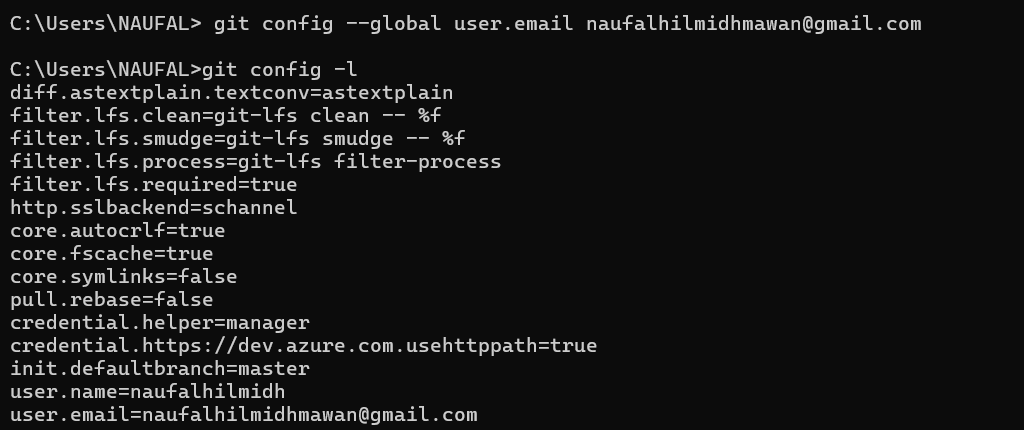 C:\Users\NAUFAL> git config --global user.email naufalhilmidhmawan@gmail.com
C:\Users\NAUFAL>git config -l
diff.astextplain.textconv=astextplain
filter.lfs.clean=git-lfs clean -- %f
filter.lfs.smudge=git-lfs smudge -- %f
filter.lfs.process=git-lfs filter-process
filter.lfs.required=true
http.sslbackend=schannel
core.autocrlf=true
core.fscache=true
core.symlinks=false
pull.rebase=false
credential.helper=manager
credential.https://dev.azure.com.usehttppath=true
init.defaultbranch=master
user.name=naufalhilmidh
user.email=naufalhilmidhmawan@gmail.com